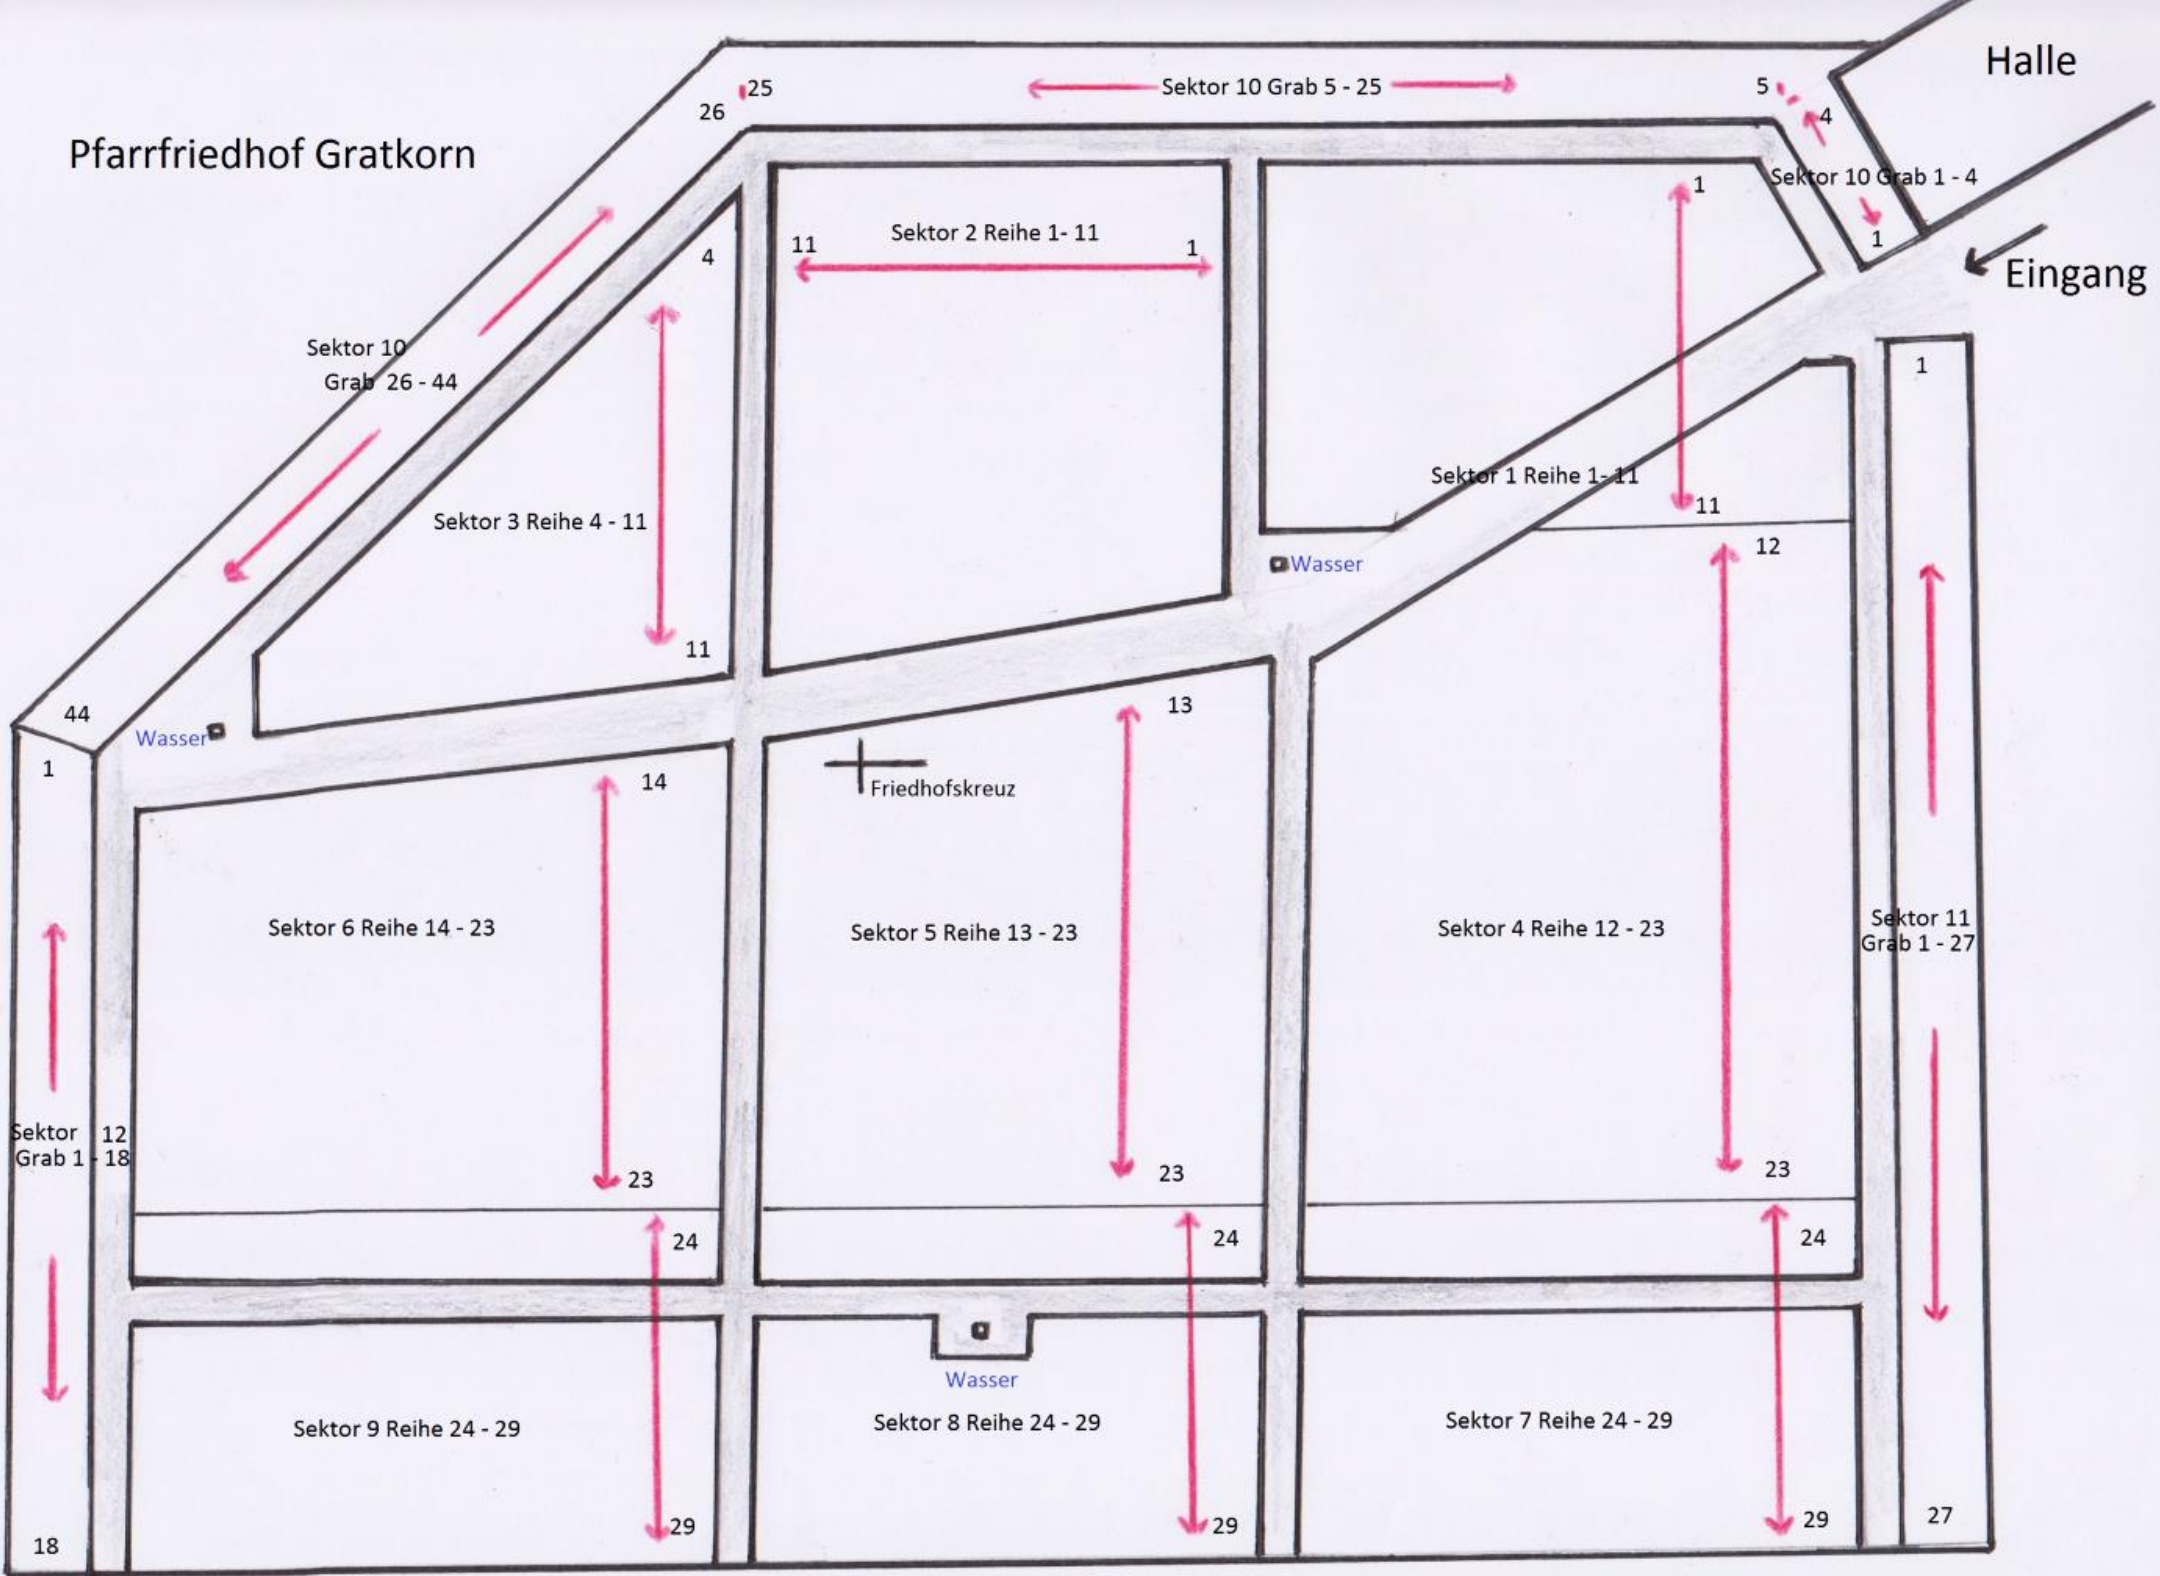 Halle
Sektor 10 Grab 5 - 25
5
25
26
4
Pfarrfriedhof Gratkorn
Sektor 10 Grab 1 - 4
1
1
Sektor 2 Reihe 1- 11
11
1
4
Eingang
Sektor 10
Grab 26 - 44
1
Sektor 1 Reihe 1- 11
11
Sektor 3 Reihe 4 - 11
12
Wasser
11
13
44
Wasser
1
14
Friedhofskreuz
Sektor 6 Reihe 14 - 23
Sektor 5 Reihe 13 - 23
Sektor 4 Reihe 12 - 23
Sektor 11
Grab 1 - 27
Sektor 12
Grab 1 - 18
23
23
23
24
24
24
Wasser
Sektor 9 Reihe 24 - 29
Sektor 8 Reihe 24 - 29
Sektor 7 Reihe 24 - 29
29
29
29
27
18